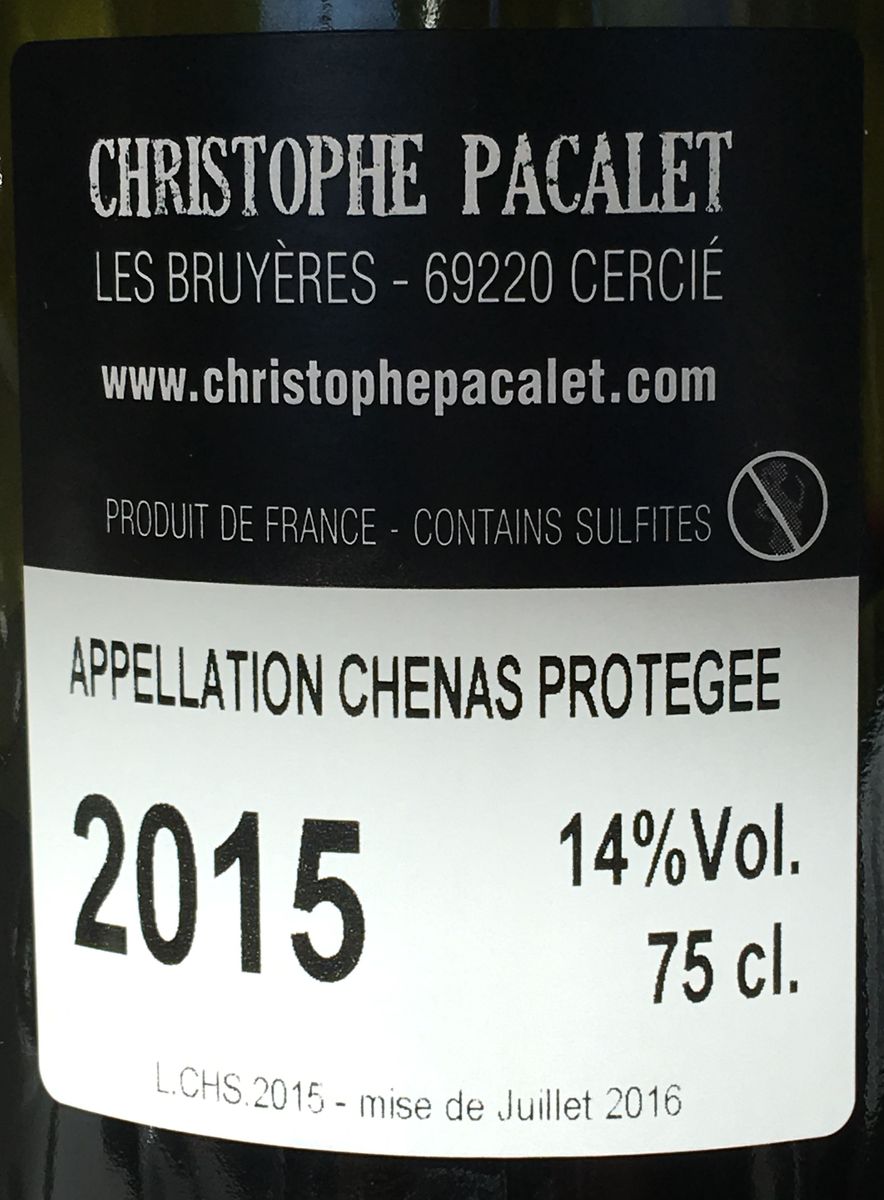 CHRISTOPHE PACALET
LES BRUYÈRES - 69220 CERCIÉ
www.christophepacalet.com
PRODUIT DE FRANCE - CONTAINS SULFITES
APPELLATION CHENAS PROTEGEE
2015
14%Vol.
75 cl.
L.CHS.2015 - mise de Juillet 2016